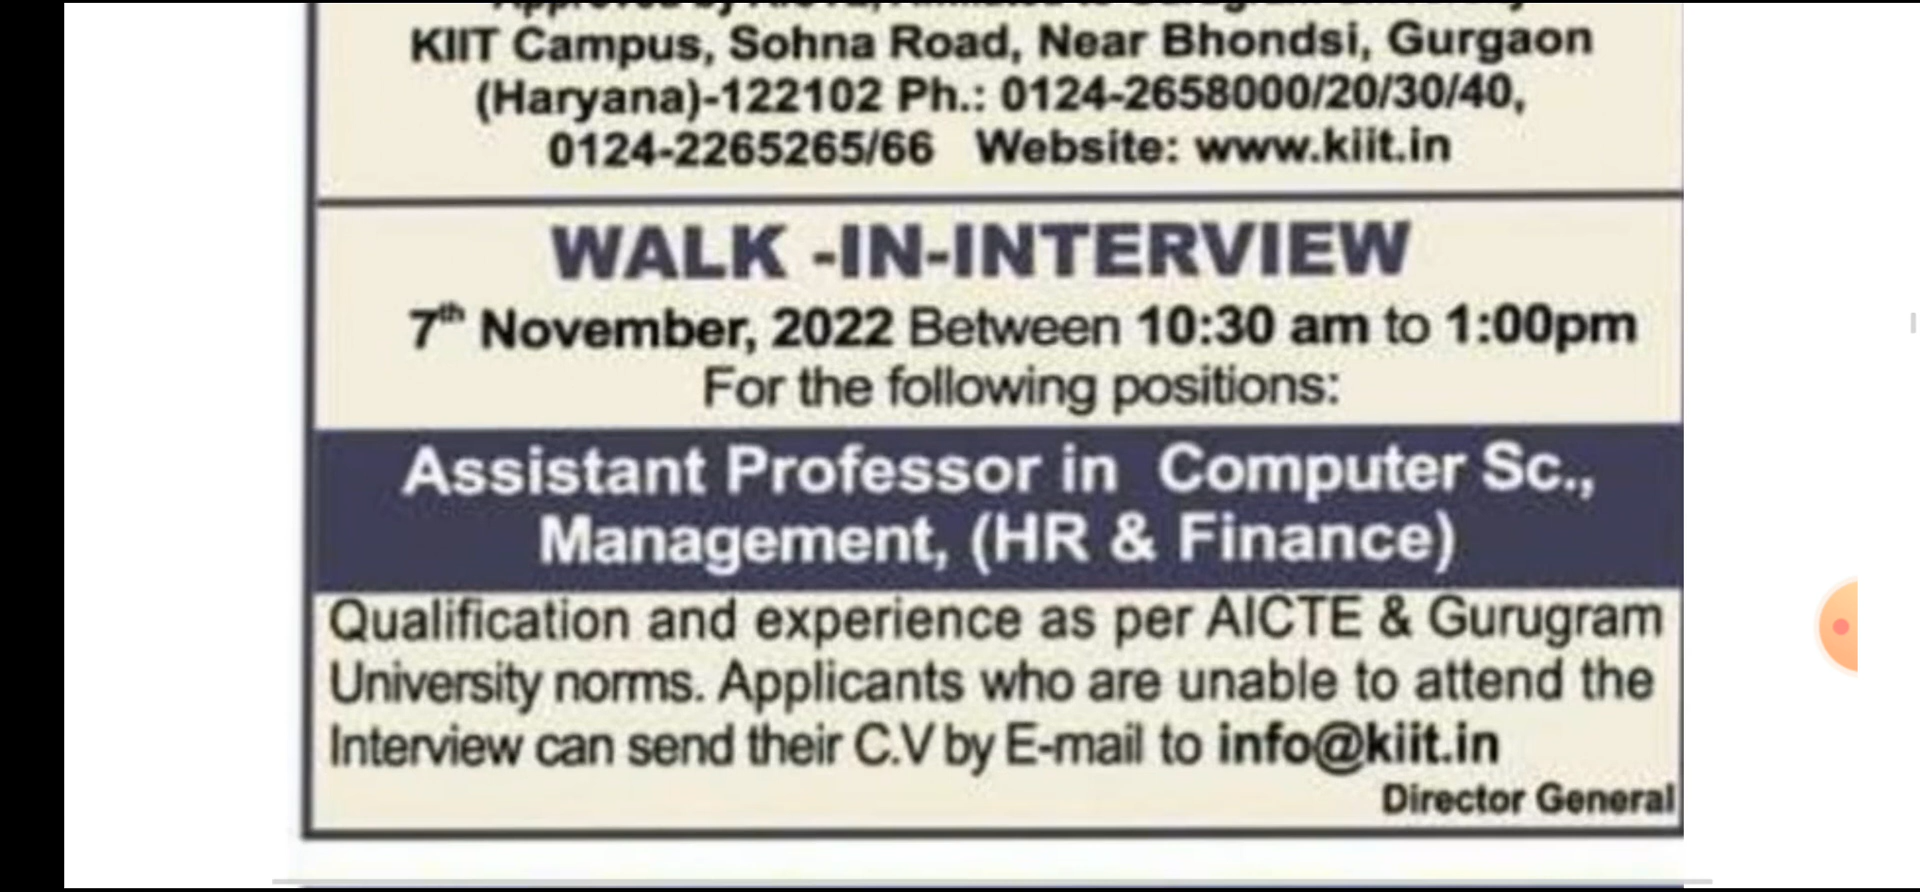 KIIT Campus, Sohna Road, Near Bhondsi, Gurgaon
(Haryana)-122102 Ph.: 0124-2658000/20/30/40,
0124-2265265/66 Website: www.kiit.in
WALK -IN-INTERVIEW
7th November, 2022 Between 10:30 am to 1:00pm
For the following positions:
Assistant Professor in Computer Sc.,
Management, (HR & Finance)
Qualification and experience as per AICTE & Gurugram
University norms. Applicants who are unable to attend the
Interview can send their C.V by E-mail to info@kiit.in
Director General